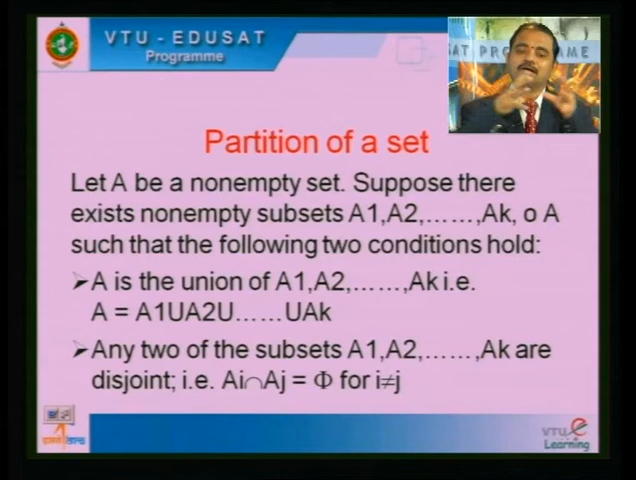 VTU - EDUSAT
Programme
SAT PROGRAMME
Partition of a set
Let A be a nonempty set. Suppose there
exists nonempty subsets A1,A2,……,Ak, o A
such that the following two conditions hold:
➢A is the union of A1,A2,……,Ak i.e.
A = A1UA2U……UAk
➢Any two of the subsets A1,A2,……,Ak are
disjoint; i.e. Ai∩Aj = Φ for i≠j
VTU e
Learning